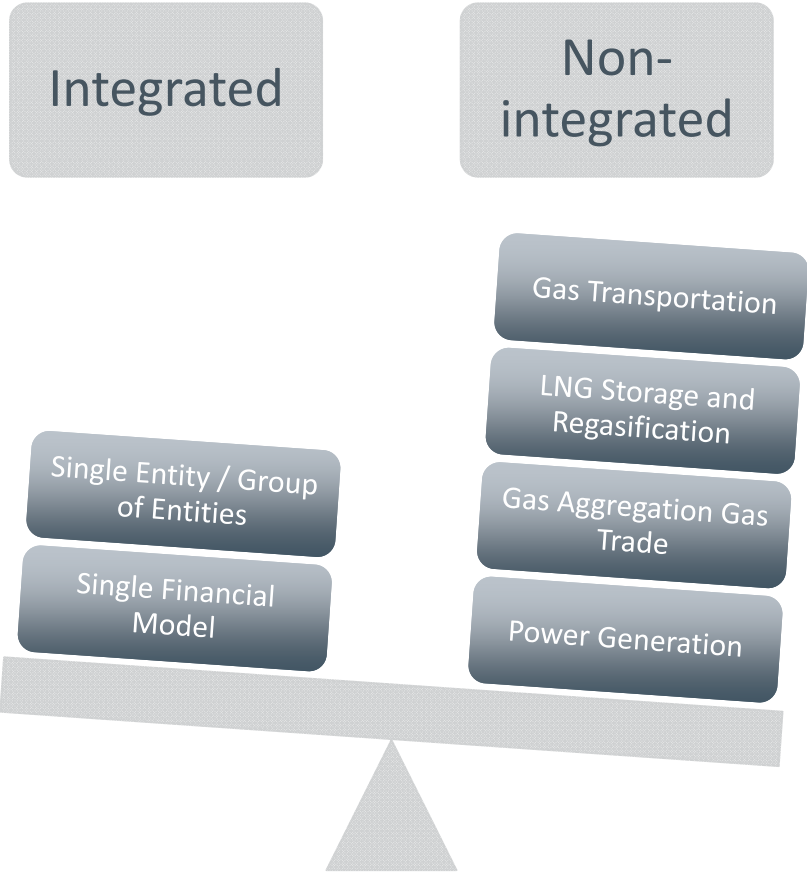 Integrated
Non-
integrated
Gas Transportation
LNG Storage and
Regasification
Single Entity / Group
of Entities
Gas Aggregation Gas
Trade
Single Financial
Model
Power Generation